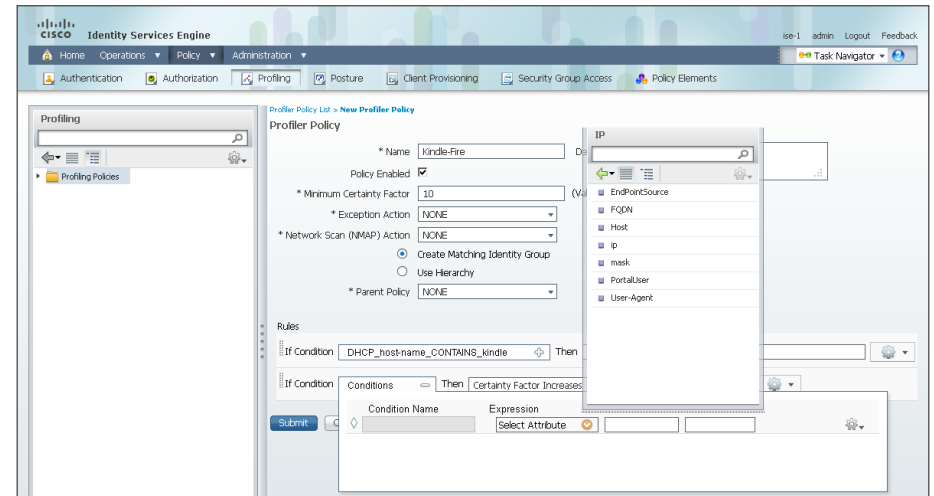 CISCO Identity Services Engine
ise-1 admin Logout Feedback
Home Operations Policy Administration
Task Navigator
Authentication Authorization Profiling Posture Client Provisioning Security Group Access Policy Elements
Profiling
Profiling Policies
Profiler Policy List > New Profiler Policy
Profiler Policy
* Name Kindle-Fire De
Policy Enabled
* Minimum Certainty Factor 10 (Val
* Exception Action NONE
* Network Scan (NMAP) Action NONE
Create Matching Identity Group
Use Hierarchy
* Parent Policy NONE
IP
EndPointSource
FQDN
Host
ip
mask
PortalUser
User-Agent
Rules
If Condition DHCP_host-name_CONTAINS_kindle Then
If Condition Conditions Then Certainty Factor Increases
Submit
Condition Name Expression
Select Attribute